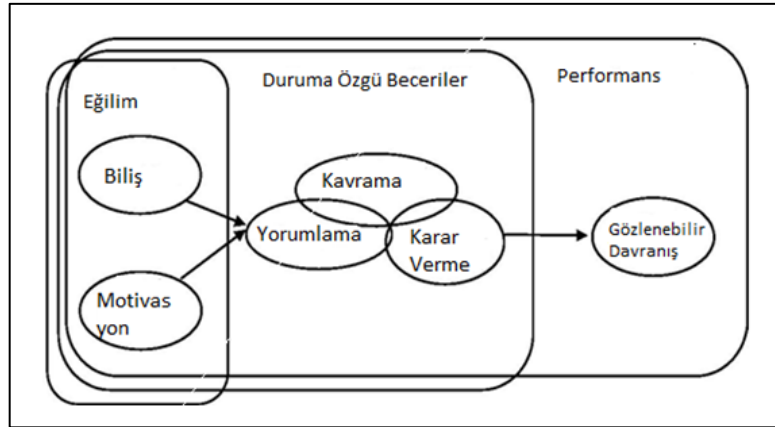 Duruma Özgü Beceriler
Performans
Eğilim
Biliş
Kavrama
Yorumlama
Karar
Verme
Gözlenebilir
Davranış
Motivas
yon